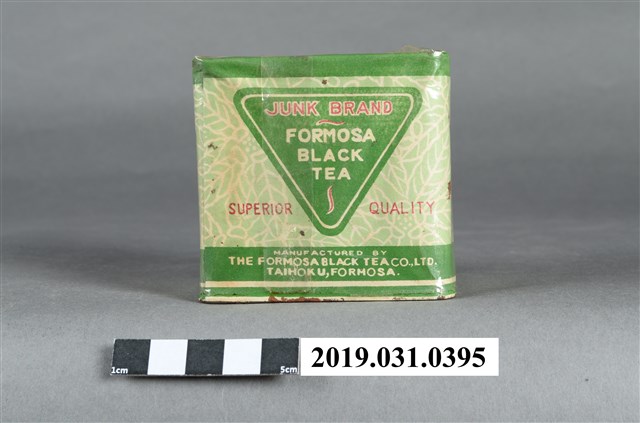 JUNK BRAND
FORMOSA
BLACK
TEA
SUPERIOR QUALITY
MANUFACTURED BY
THE FORMOSA BLACK TEA CO., LTD.
TAIHOKU, FORMOSA.
1cm 5cm
2019.031.0395